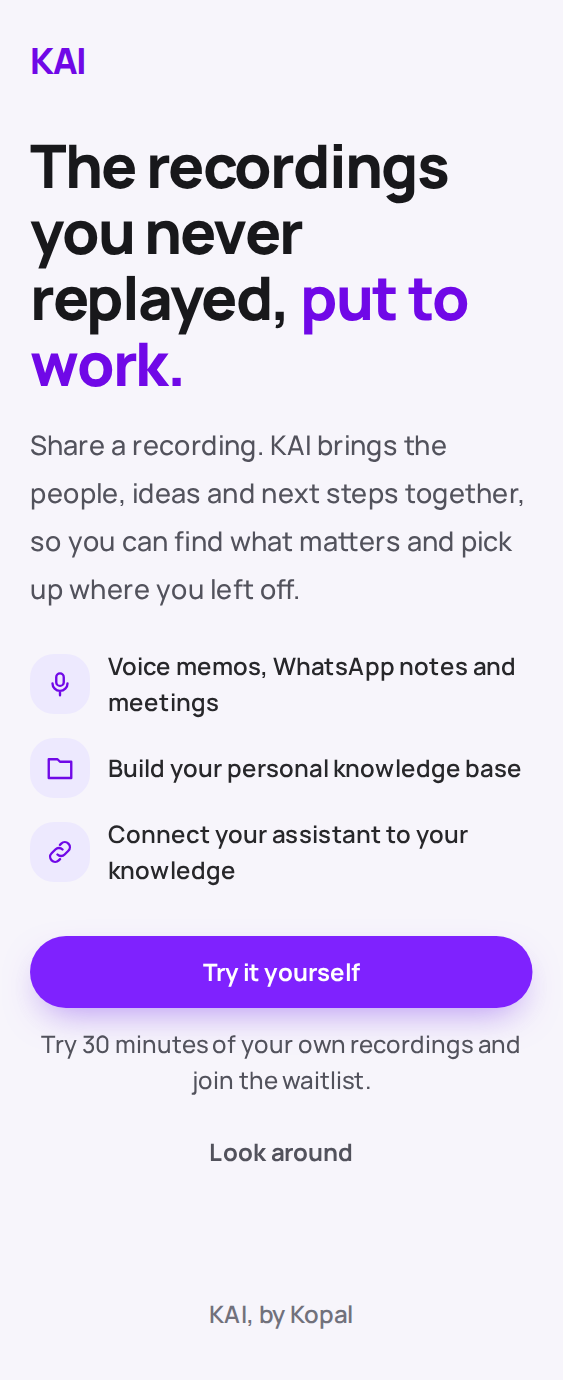 KAI
The recordings
you never
replayed, put to
work.
Share a recording. KAI brings the
people, ideas and next steps together,
so you can find what matters and pick
up where you left off.
Voice memos, WhatsApp notes and
meetings
Build your personal knowledge base
Connect your assistant to your
knowledge
Try it yourself
Try 30 minutes of your own recordings and
join the waitlist.
Look around
KAI, by Kopal